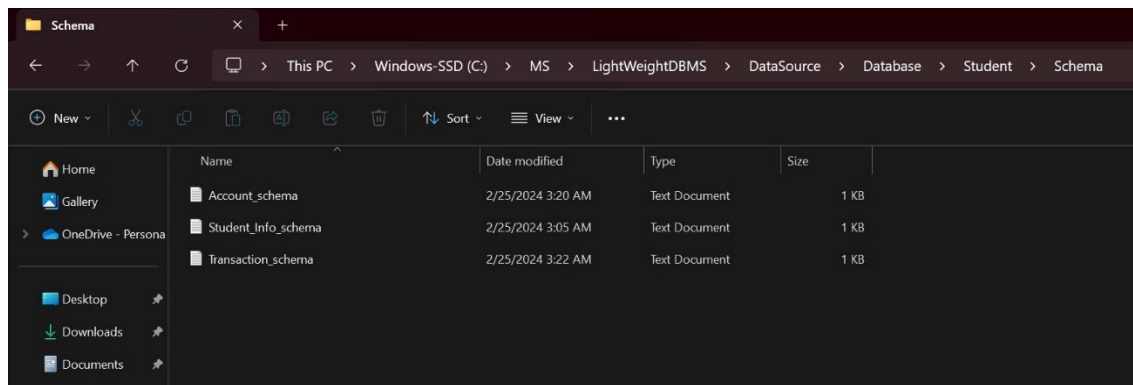 Schema
This PC > Windows-SSD (C:) > MS > LightWeightDBMS > DataSource > Database > Student > Schema
New Sort View
Name Date modified Type Size
Home
Gallery
OneDrive - Persona
Desktop
Downloads
Documents
Account_schema 2/25/2024 3:20 AM Text Document 1 KB
Student_Info_schema 2/25/2024 3:05 AM Text Document 1 KB
Transaction_schema 2/25/2024 3:22 AM Text Document 1 KB